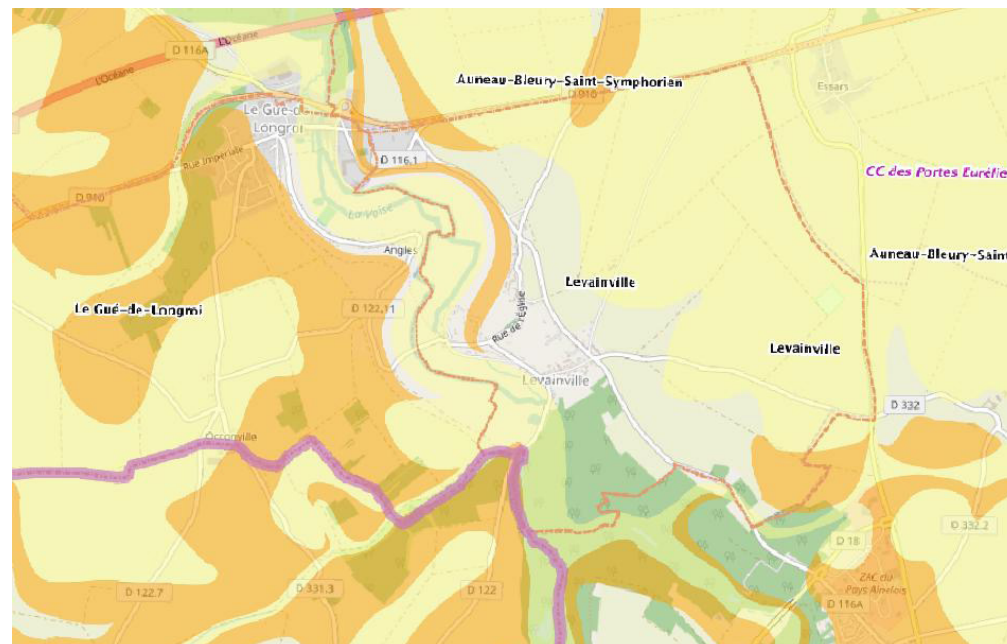 L'Océane
D 116A
L'Océane
Auneau-Bleury-Saint-Symphorien
Essars
D 910
Le Gué-de-
Longroi
D 116.1
Rue Impériale
CC des Portes Euréli
D 910
La Voise
Angles
Auneau-Bleury-Saint
Levainville
Le Gué-de-Longroi
D 122.11
Rue de l'Église
Levainville
Levainville
D 332
Occonville
D 332.2
D 18
ZAC du
Pays Alnélois
D 122.7
D 331.3
D 122
D 116A